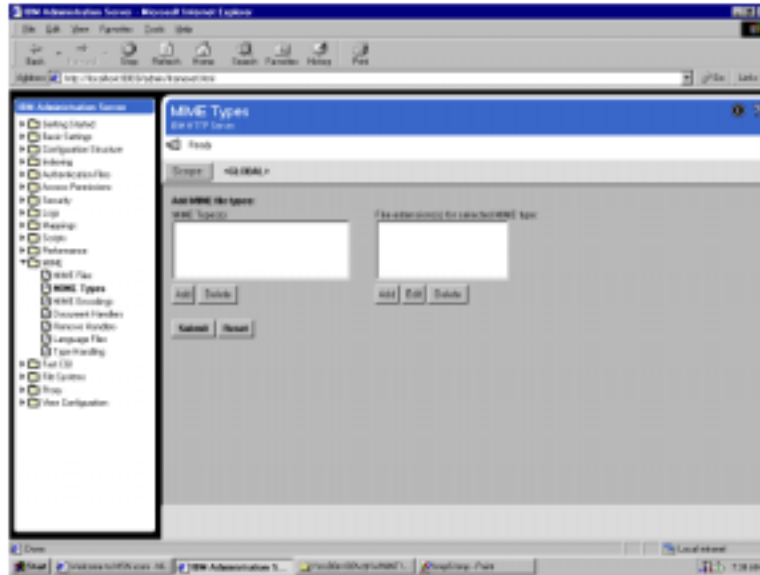 IBM Administration Server - Microsoft Internet Explorer
File Edit View Favorites Tools Help
Back Forward Stop Refresh Home Search Favorites History Print
Address
Go Links
IBM Administration Server
Getting Started
Basic Settings
Configuration Structure
Indexing
Authentication Files
Access Permissions
Security
Logs
Mappings
Scripts
Performance
MIME
MIME Files
MIME Types
MIME Encodings
Document Handlers
Remove Handlers
Language Files
Type Handling
Fast CGI
File Systems
Proxy
View Configuration
MIME Types
IBM HTTP Server
Ready
Scope <GLOBAL>
Add MIME file types:
MIME Type(s):
File extension(s) for selected MIME type:
Add Delete
Add Edit Delete
Submit Reset
Done
Local intranet
Start
IBM Administration S...
- Paint